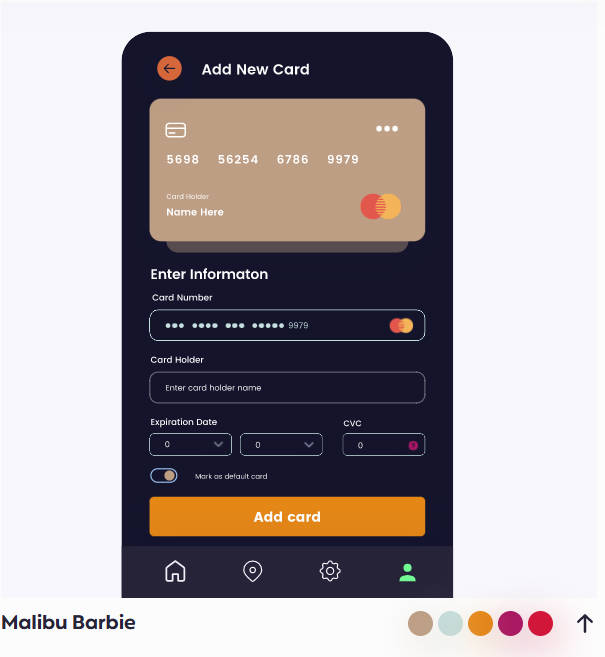 Add New Card
5698 56254 6786 9979
Card Holder
Name Here
Enter Informaton
Card Number
••• •••• ••• ••••• 9979
Card Holder
Enter card holder name
Expiration Date CVC
0 0 0 ?
Mark as default card
Add card
Malibu Barbie